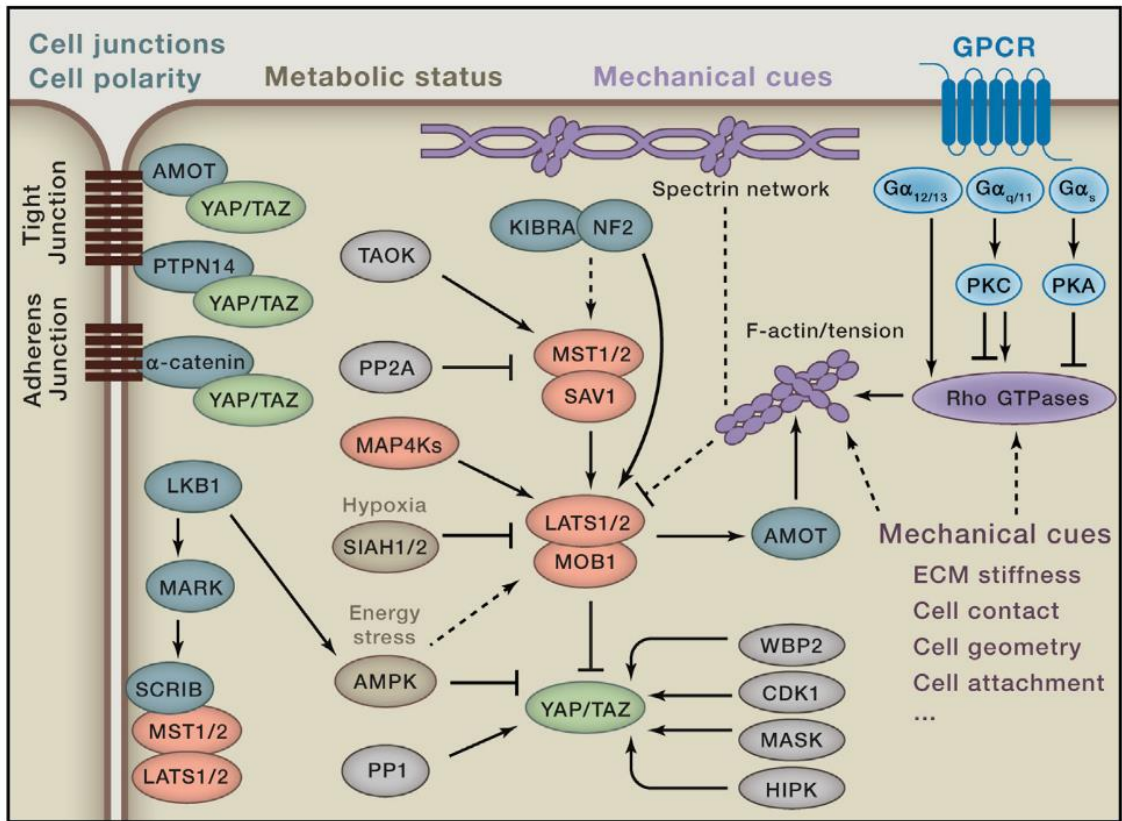 Cell junctions
Cell polarity
Metabolic status
Mechanical cues
GPCR
Tight
Junction
Adherens
Junction
AMOT
YAP/TAZ
PTPN14
YAP/TAZ
α-catenin
YAP/TAZ
LKB1
MARK
SCRIB
MST1/2
LATS1/2
TAOK
PP2A
MAP4Ks
Hypoxia
SIAH1/2
Energy
stress
AMPK
PP1
KIBRA
NF2
MST1/2
SAV1
LATS1/2
MOB1
YAP/TAZ
Spectrin network
F-actin/tension
AMOT
WBP2
CDK1
MASK
HIPK
Gα12/13
Gαq/11
Gαs
PKC
PKA
Rho GTPases
Mechanical cues
ECM stiffness
Cell contact
Cell geometry
Cell attachment
...